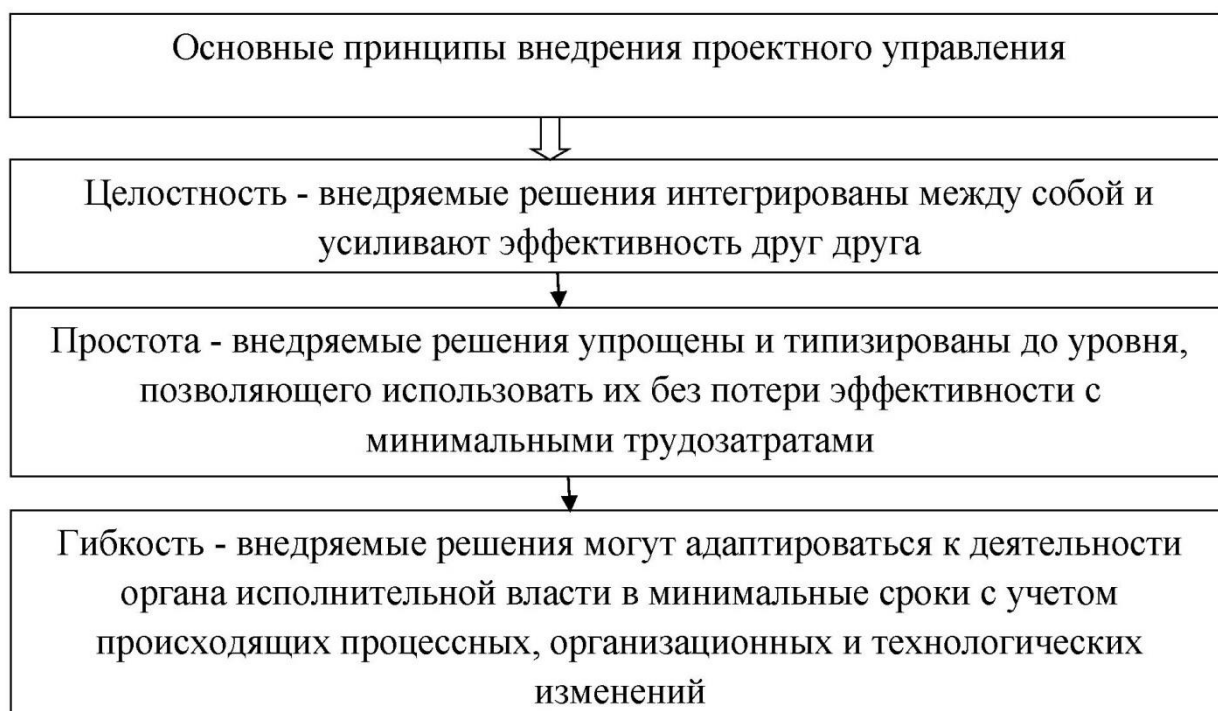 Основные принципы внедрения проектного управления
Целостность - внедряемые решения интегрированы между собой и
усиливают эффективность друг друга
Простота - внедряемые решения упрощены и типизированы до уровня,
позволяющего использовать их без потери эффективности с
минимальными трудозатратами
Гибкость - внедряемые решения могут адаптироваться к деятельности
органа исполнительной власти в минимальные сроки с учетом
происходящих процессных, организационных и технологических
изменений